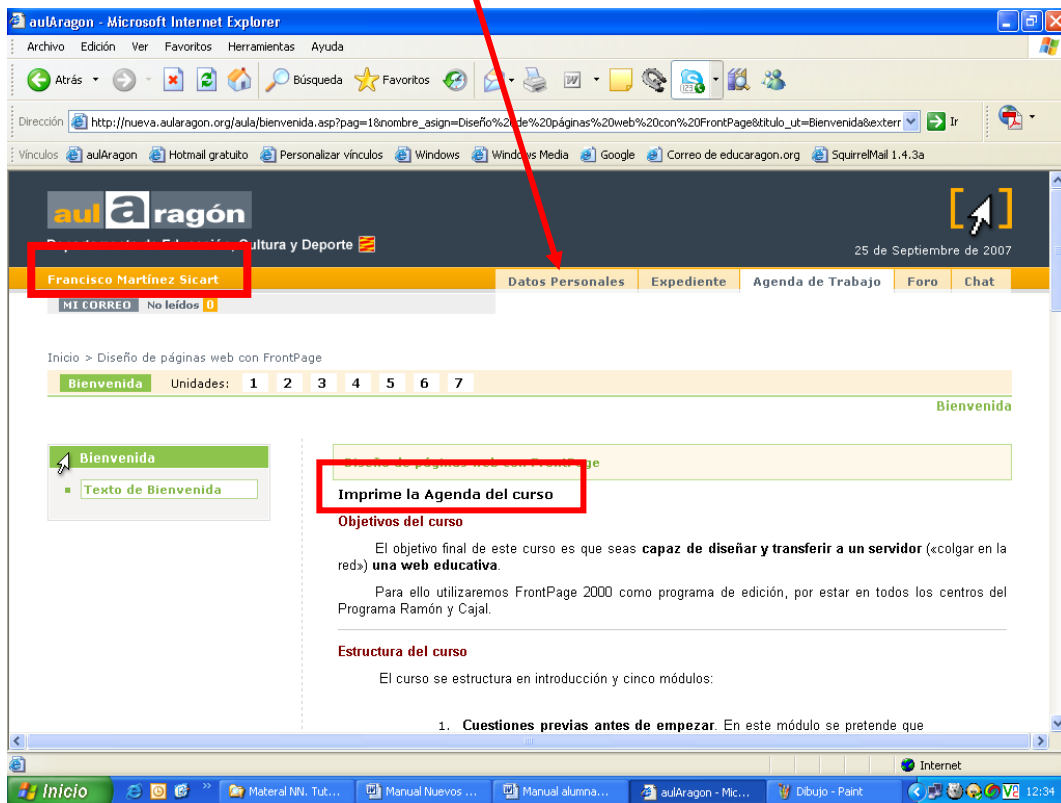 aulAragon - Microsoft Internet Explorer
Archivo Edición Ver Favoritos Herramientas Ayuda
Atrás Búsqueda Favoritos
Dirección http://nueva.aularagon.org/aula/bienvenida.asp?pag=1&nombre_asign=Diseño%20de%20páginas%20web%20con%20FrontPage&titulo_ut=Bienvenida&exterr Ir
Vínculos aulAragon Hotmail gratuito Personalizar vínculos Windows Windows Media Google Correo de educaragon.org SquirrelMail 1.4.3a
aulAragón
Departamento de Educación, Cultura y Deporte
25 de Septiembre de 2007
Francisco Martínez Sicart
Datos Personales Expediente Agenda de Trabajo Foro Chat
MI CORREO No leídos 0
Inicio > Diseño de páginas web con FrontPage
Bienvenida Unidades: 1 2 3 4 5 6 7
Bienvenida
Bienvenida
Texto de Bienvenida
Diseño de páginas web con FrontPage
Imprime la Agenda del curso
Objetivos del curso
El objetivo final de este curso es que seas capaz de diseñar y transferir a un servidor («colgar en la
red») una web educativa.
Para ello utilizaremos FrontPage 2000 como programa de edición, por estar en todos los centros del
Programa Ramón y Cajal.
Estructura del curso
El curso se estructura en introducción y cinco módulos:
1. Cuestiones previas antes de empezar. En este módulo se pretende que
Internet
Inicio Materal NN. Tut... Manual Nuevos ... Manual alumna... aulAragon - Mic... Dibujo - Paint 12:34